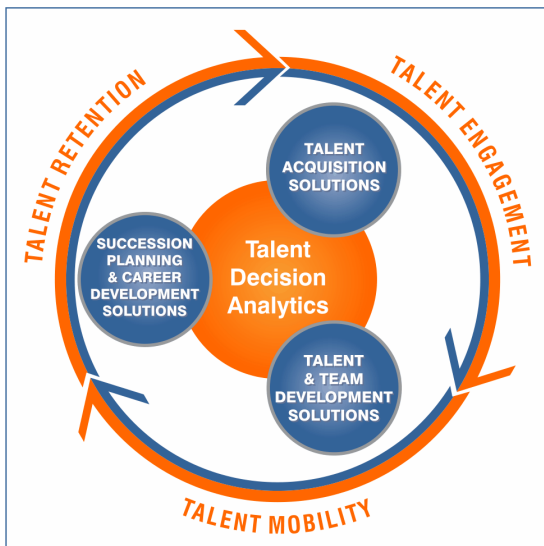 TALENT RETENTION
TALENT ENGAGEMENT
TALENT
ACQUISITION
SOLUTIONS
SUCCESSION
PLANNING
& CAREER
DEVELOPMENT
SOLUTIONS
Talent
Decision
Analytics
TALENT
& TEAM
DEVELOPMENT
SOLUTIONS
TALENT MOBILITY